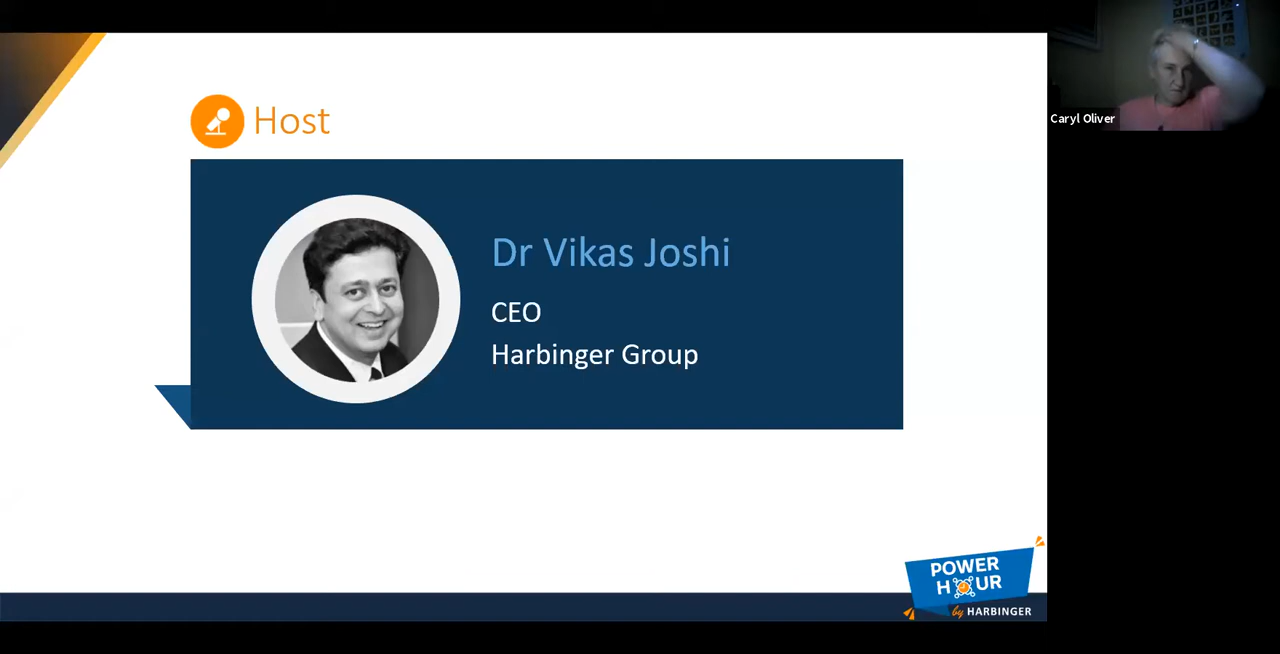 Host
Dr Vikas Joshi
CEO
Harbinger Group
Caryl Oliver
POWER
HOUR
by HARBINGER